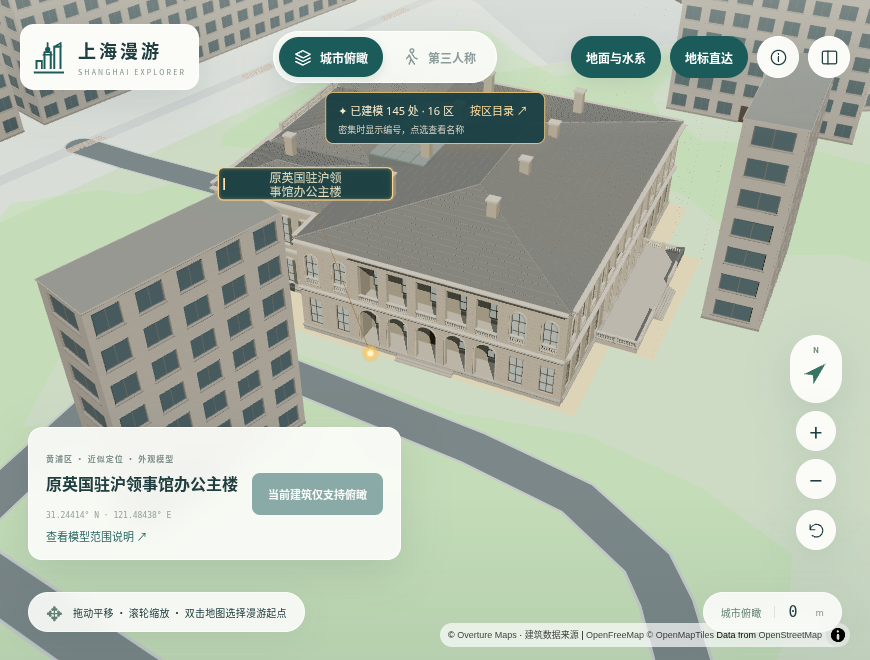 上海漫游
SHANGHAI EXPLORER
城市俯瞰
第三人称
地面与水系
地标直达
✦ 已建模 145 处 · 16 区 按区目录 ↗
密集时显示编号，点选查看名称
原英国驻沪领
事馆办公主楼
N
+
−
黄浦区 · 近似定位 · 外观模型
原英国驻沪领事馆办公主楼
当前建筑仅支持俯瞰
31.24414° N · 121.48438° E
查看模型范围说明 ↗
拖动平移 · 滚轮缩放 · 双击地图选择漫游起点
城市俯瞰 0 m
© Overture Maps · 建筑数据来源 | OpenFreeMap © OpenMapTiles Data from OpenStreetMap